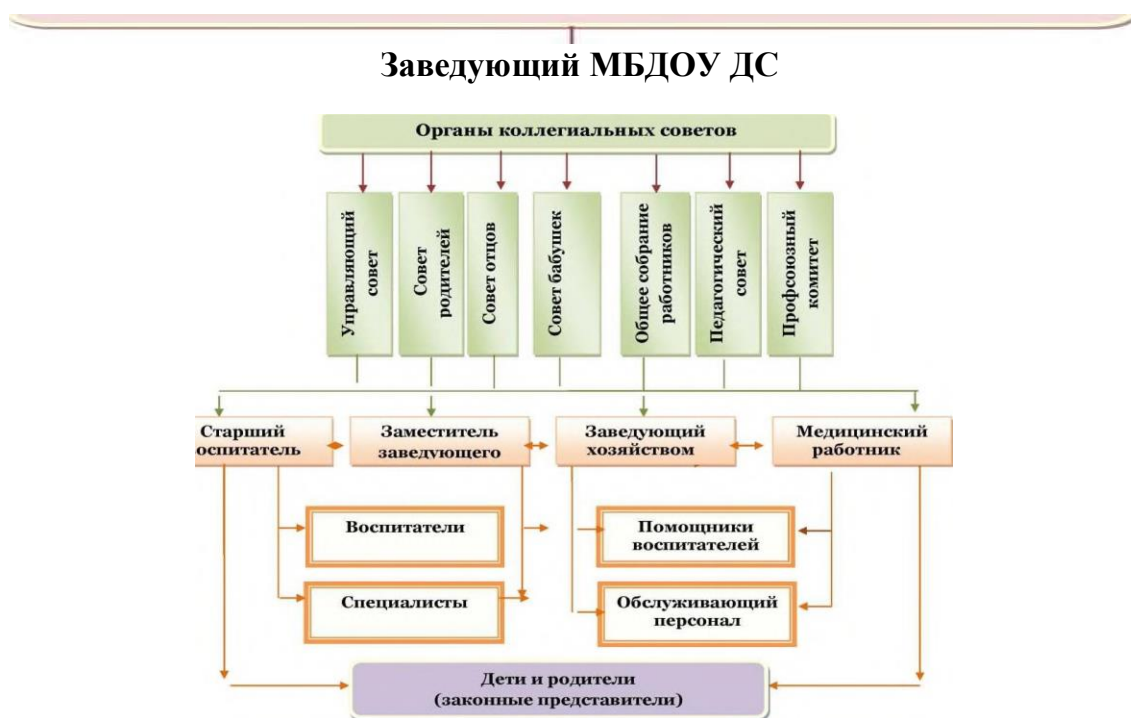 Заведующий МБДОУ ДС
Органы коллегиальных советов
Управляющий
совет
Совет
родителей
Совет отцов
Совет бабушек
Общее собрание
работников
Педагогический
совет
Профсоюзный
комитет
Старший
оспитатель
Заместитель
заведующего
Заведующий
хозяйством
Медицинский
работник
Воспитатели
Помощники
воспитателей
Специалисты
Обслуживающий
персонал
Дети и родители
(законные представители)